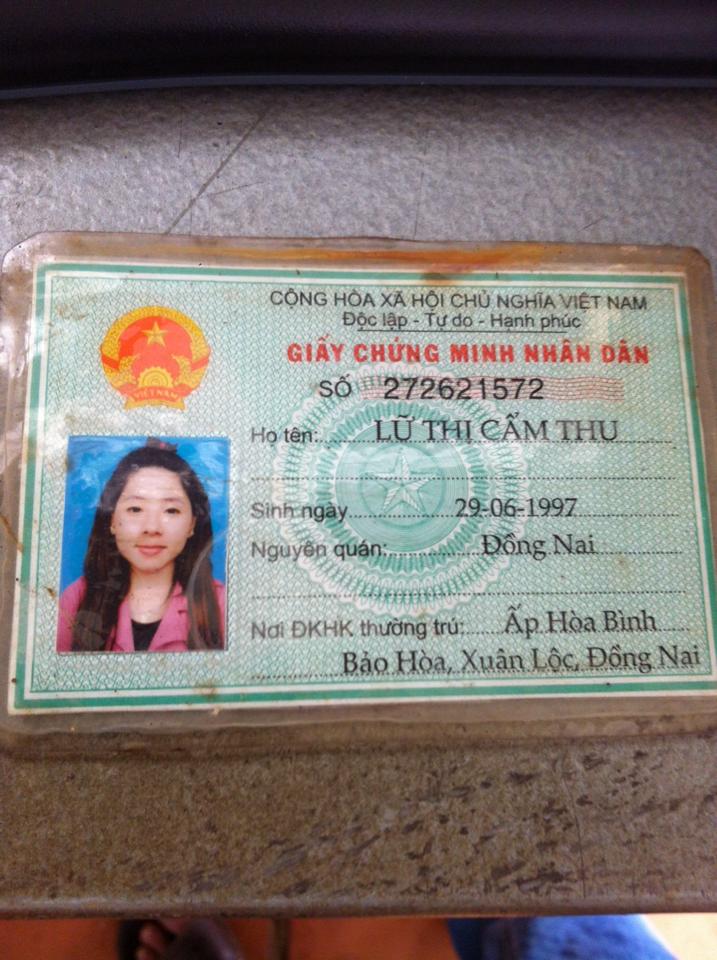 CỘNG HÒA XÃ HỘI CHỦ NGHĨA VIỆT NAM
Độc lập - Tự do - Hạnh phúc
GIẤY CHỨNG MINH NHÂN DÂN
SỐ 272621572
VIỆT NAM
Họ tên: LỮ THỊ CẨM THU
Sinh ngày 29-06-1997
Nguyên quán: Đồng Nai
Nơi ĐKHK thường trú: Ấp Hòa Bình
Bảo Hòa, Xuân Lộc, Đồng Nai